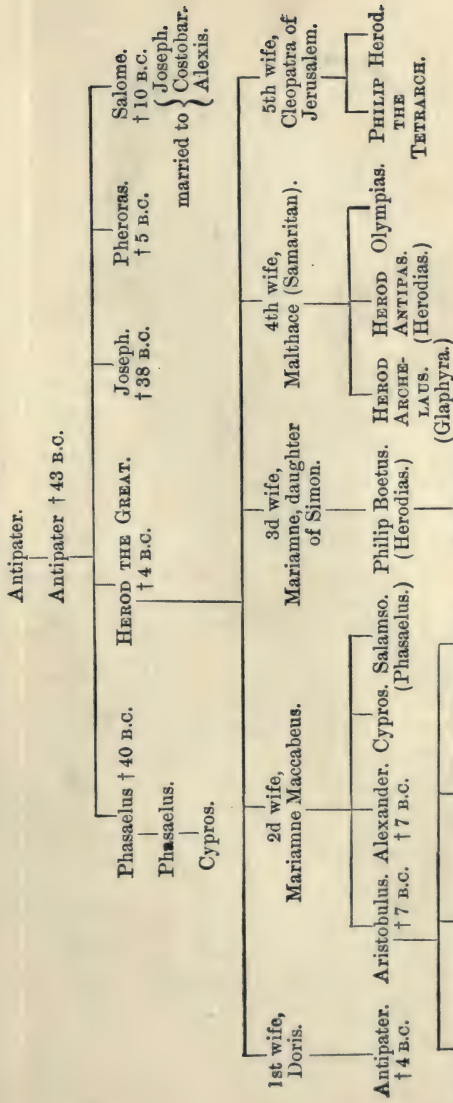 Antipater.
Antipater † 43 B.C.
Phasaelus † 40 B.C.
Phasaelus.
Cypros.
HEROD THE GREAT.
† 4 B.C.
Joseph.
† 38 B.C.
Pheroras.
† 5 B.C.
Salome.
† 10 B.C.
married to { Joseph.
Costobar.
Alexis.
1st wife,
Doris.
2d wife,
Mariamne Maccabeus.
3d wife,
Mariamne, daughter
of Simon.
4th wife,
Malthace (Samaritan).
5th wife,
Cleopatra of
Jerusalem.
Antipater.
† 4 B.C.
Aristobulus.
† 7 B.C.
Alexander.
† 7 B.C.
Cypros.
Salamso.
(Phasaelus.)
Philip Boetus.
(Herodias.)
HEROD
ARCHE-
LAUS.
(Glaphyra.)
HEROD
ANTIPAS.
(Herodias.)
Olympias.
PHILIP
THE
TETRARCH.
Herod.